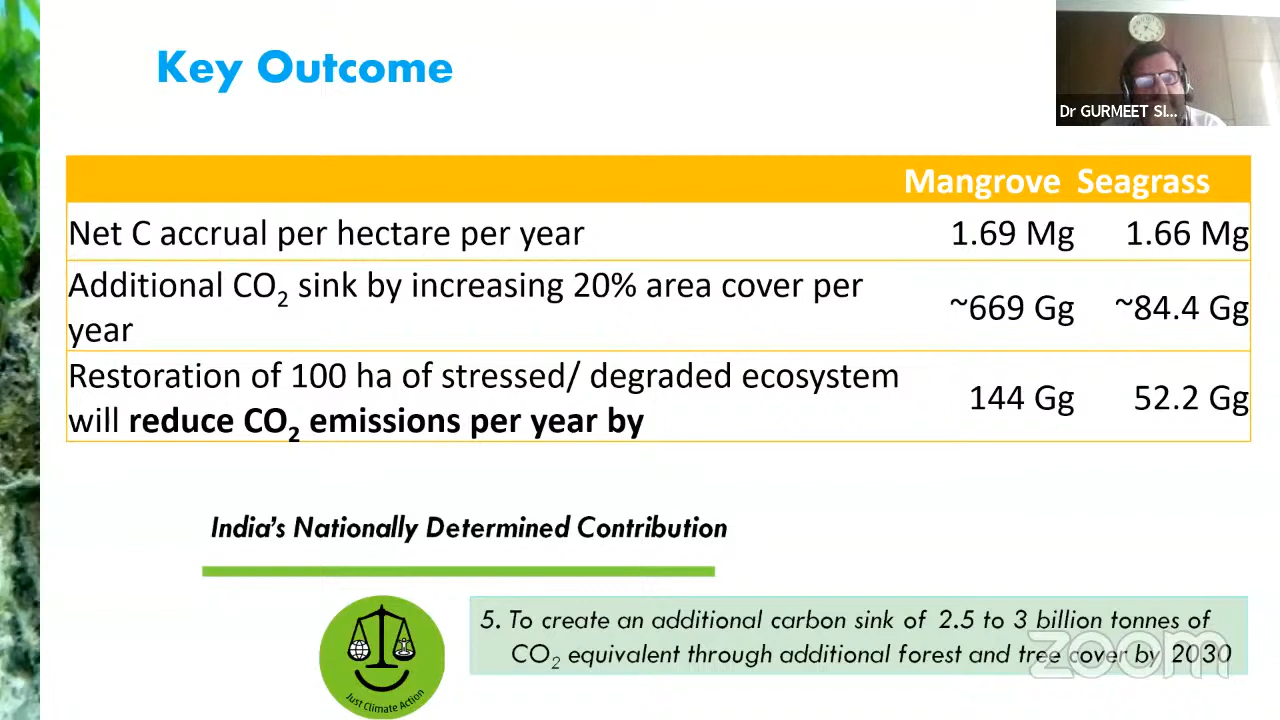 Key Outcome
Dr GURMEET SI...
Mangrove Seagrass
Net C accrual per hectare per year 1.69 Mg 1.66 Mg
Additional CO2 sink by increasing 20% area cover per
year ~669 Gg ~84.4 Gg
Restoration of 100 ha of stressed/ degraded ecosystem
will reduce CO2 emissions per year by 144 Gg 52.2 Gg
India's Nationally Determined Contribution
5. To create an additional carbon sink of 2.5 to 3 billion tonnes of
CO2 equivalent through additional forest and tree cover by 2030
Just Climate Action
zoom